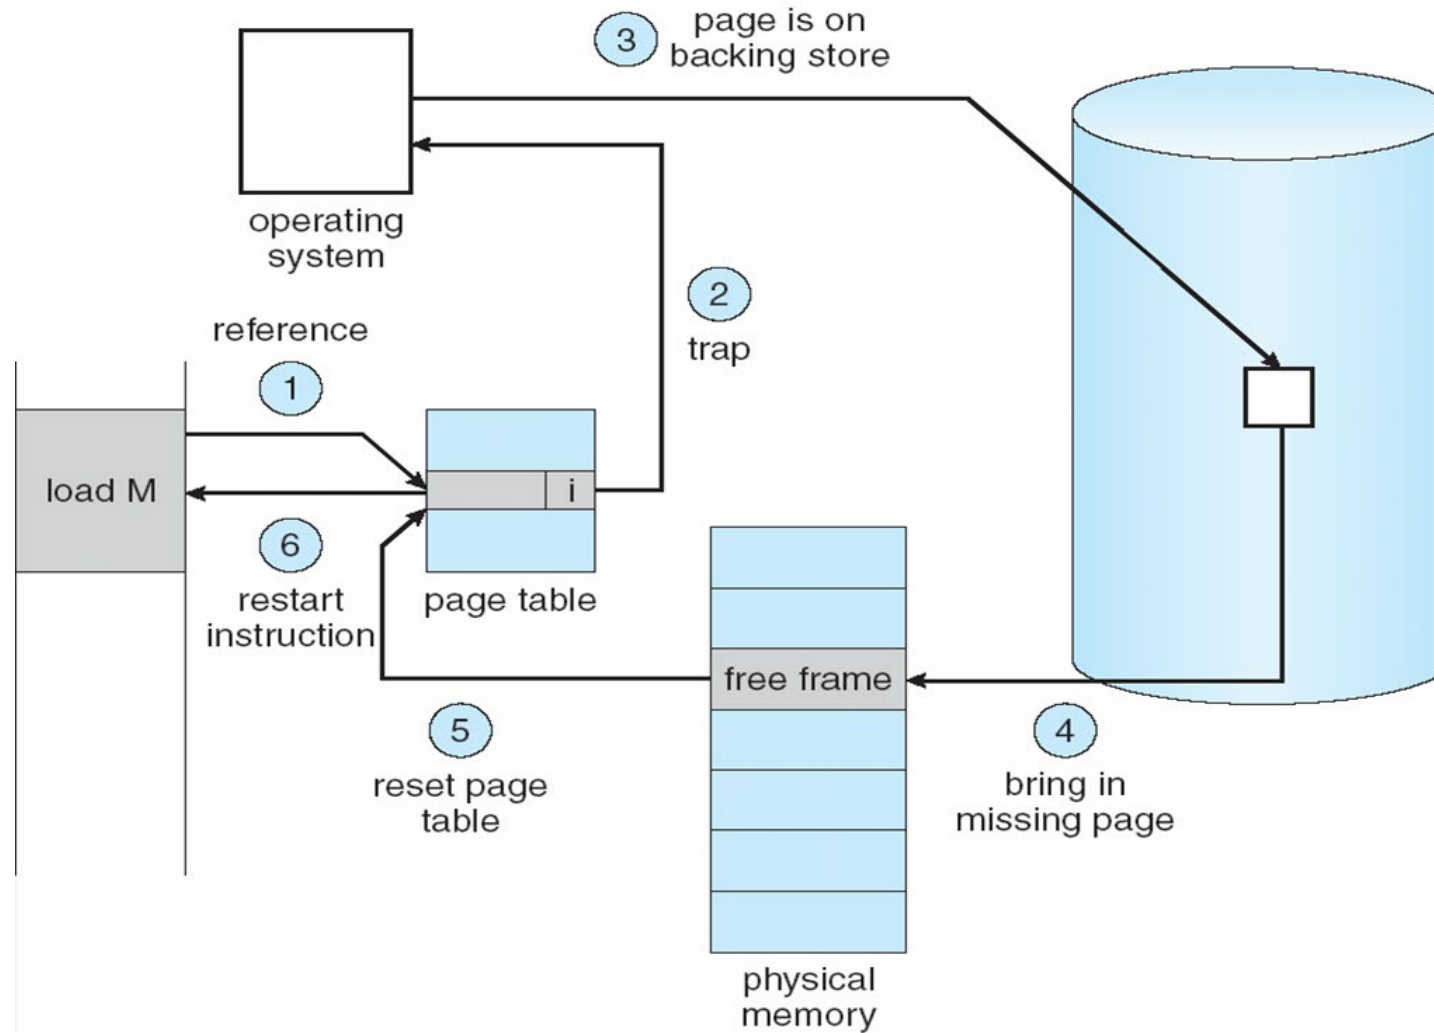 3
page is on
backing store
operating
system
2
trap
reference
1
load M
i
6
restart
instruction
page table
free frame
5
reset page
table
4
bring in
missing page
physical
memory